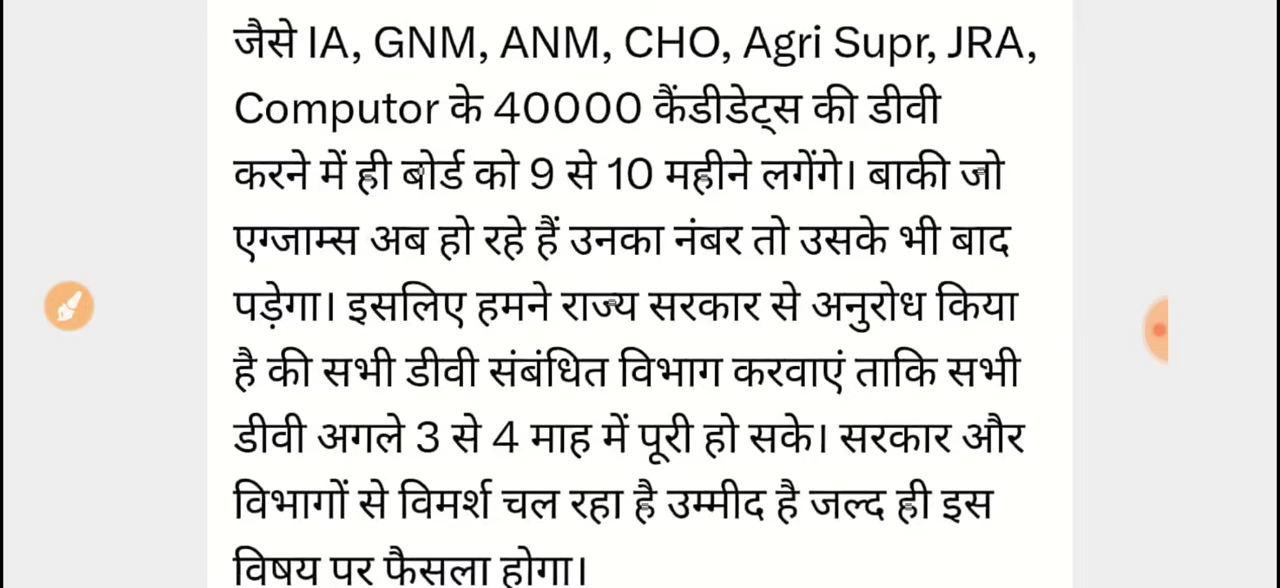 जैसे IA, GNM, ANM, CHO, Agri Supr, JRA,
Computor के 40000 कैंडीडेट्स की डीवी
करने में ही बोर्ड को 9 से 10 महीने लगेंगे। बाकी जो
एग्जाम्स अब हो रहे हैं उनका नंबर तो उसके भी बाद
पड़ेगा। इसलिए हमने राज्य सरकार से अनुरोध किया
है की सभी डीवी संबंधित विभाग करवाएं ताकि सभी
डीवी अगले 3 से 4 माह में पूरी हो सके। सरकार और
विभागों से विमर्श चल रहा है उम्मीद है जल्द ही इस
विषय पर फैसला होगा।